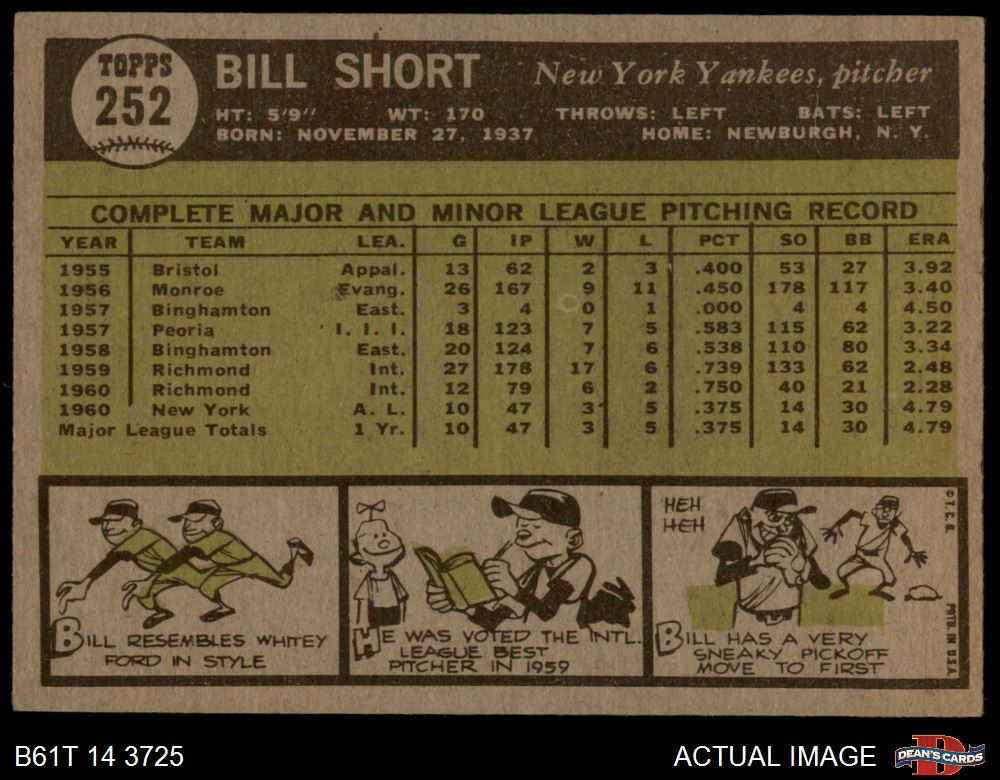 TOPPS
252
BILL SHORT New York Yankees, pitcher
HT: 5'9" WT: 170 THROWS: LEFT BATS: LEFT
BORN: NOVEMBER 27, 1937 HOME: NEWBURGH, N. Y.
COMPLETE MAJOR AND MINOR LEAGUE PITCHING RECORD
YEAR TEAM LEA. G IP W L PCT SO BB ERA
1955 Bristol Appal. 13 62 2 3 .400 53 27 3.92
1956 Monroe Evang. 26 167 9 11 .450 178 117 3.40
1957 Binghamton East. 3 4 0 1 .000 4 4 4.50
1957 Peoria I. I. I. 18 123 7 5 .583 115 62 3.22
1958 Binghamton East. 20 124 7 6 .538 110 80 3.34
1959 Richmond Int. 27 178 17 6 .739 133 62 2.48
1960 Richmond Int. 12 79 6 2 .750 40 21 2.28
1960 New York A. L. 10 47 3 5 .375 14 30 4.79
Major League Totals 1 Yr. 10 47 3 5 .375 14 30 4.79
BILL RESEMBLES WHITEY
FORD IN STYLE
HE WAS VOTED THE INTL.
LEAGUE BEST
PITCHER IN 1959
HEH
HEH
BILL HAS A VERY
SNEAKY PICKOFF
MOVE TO FIRST
© T. C. G.
PRTD. IN U.S.A.
B61T 14 3725
ACTUAL IMAGE
D
DEAN'S CARDS